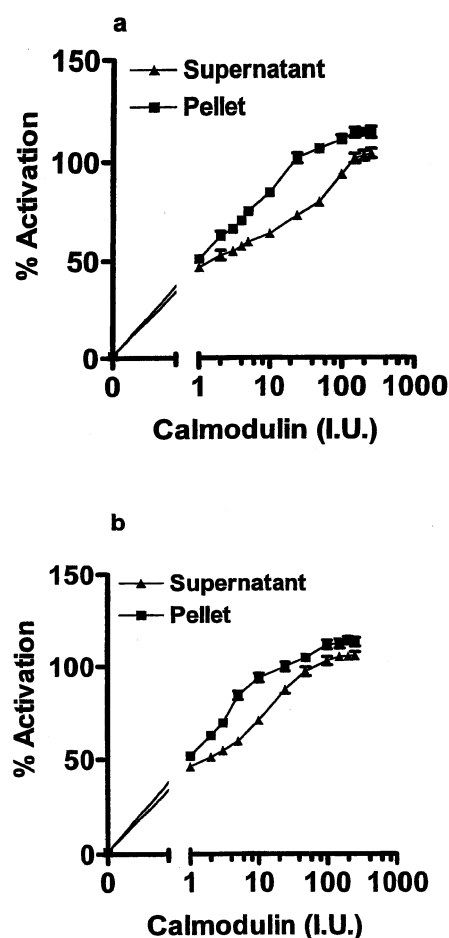 a
150
Supernatant
Pellet
100
% Activation
50
0
0 1 10 100 1000
Calmodulin (I.U.)
b
150
Supernatant
Pellet
100
% Activation
50
0
0 1 10 100 1000
Calmodulin (I.U.)